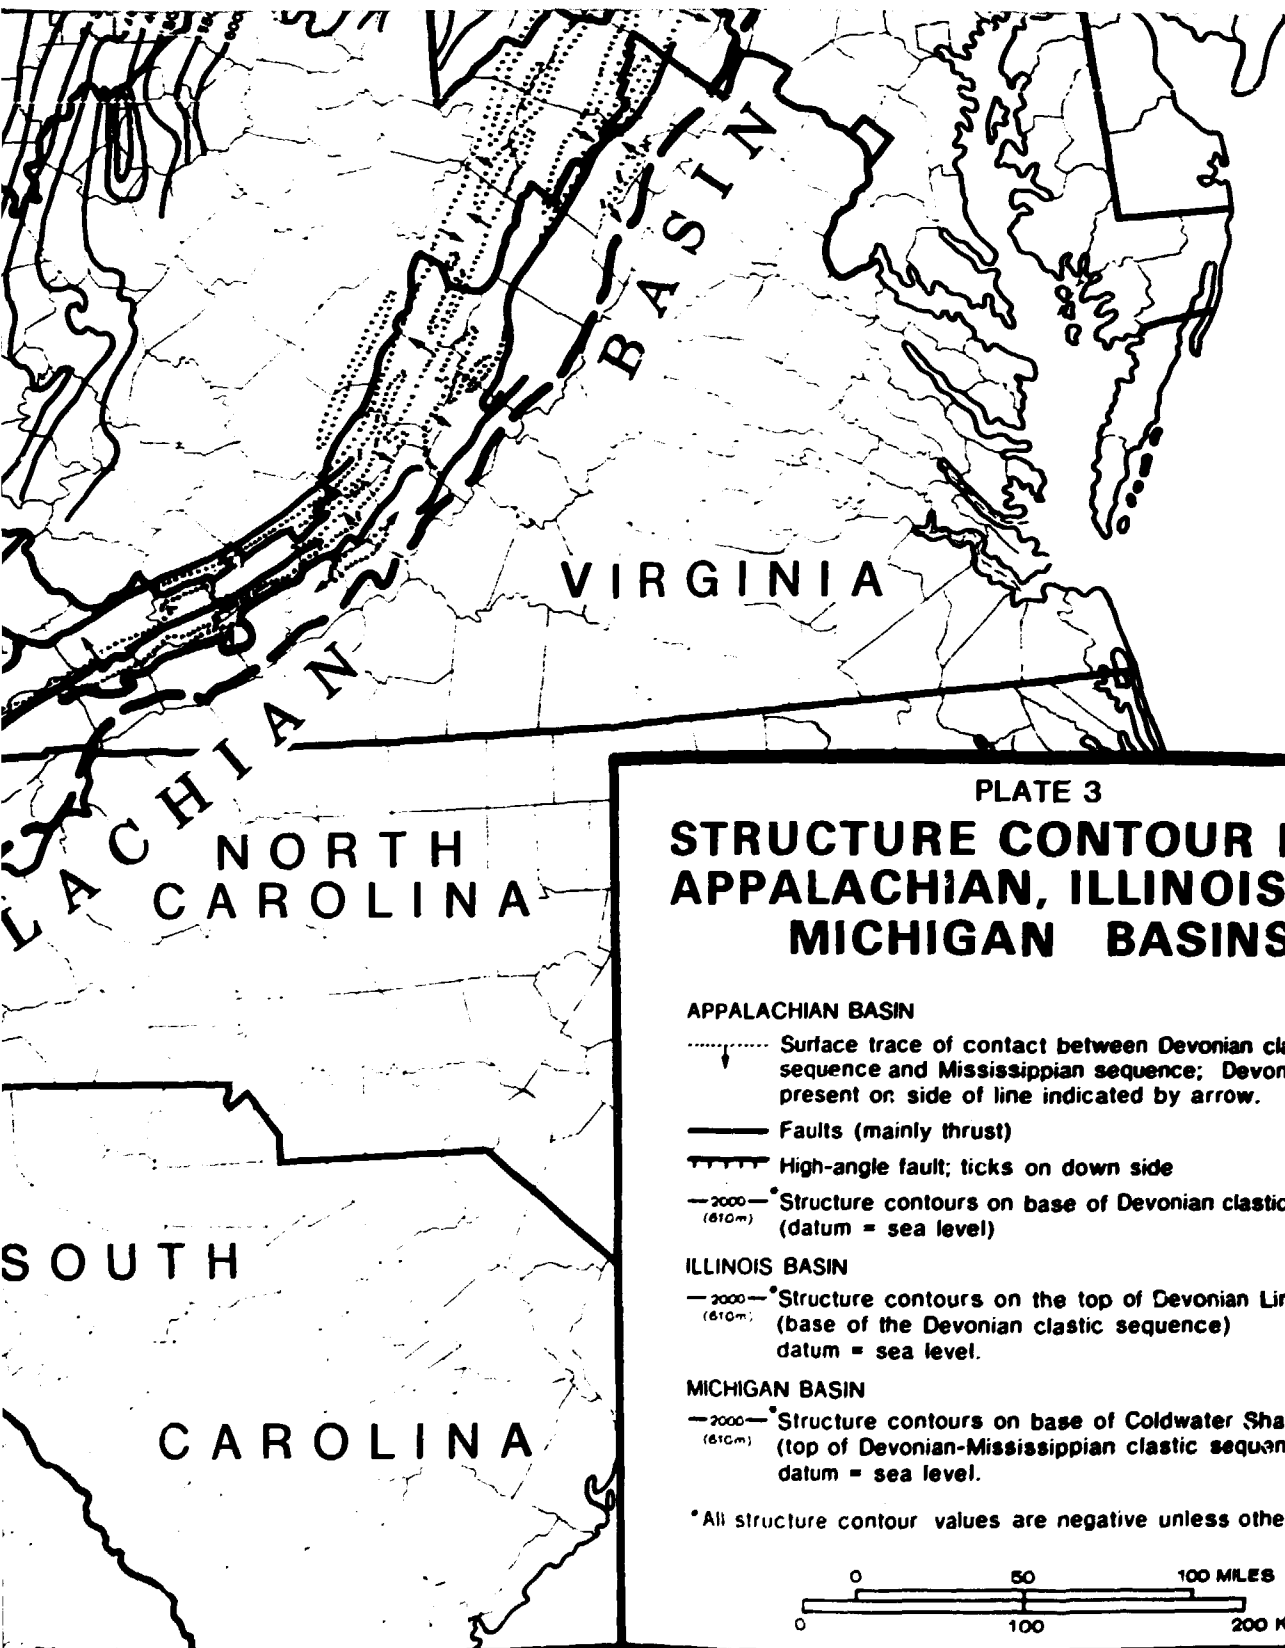 BASIN
VIRGINIA
LACHIAN
NORTH
CAROLINA
SOUTH
CAROLINA
PLATE 3
STRUCTURE CONTOUR
APPALACHIAN, ILLINOIS
MICHIGAN BASINS
APPALACHIAN BASIN
Surface trace of contact between Devonian cla
sequence and Mississippian sequence; Devon
present on side of line indicated by arrow.
Faults (mainly thrust)
High-angle fault; ticks on down side
—2000—*Structure contours on base of Devonian clastic
(610m) (datum = sea level)
ILLINOIS BASIN
—2000—*Structure contours on the top of Devonian Lin
(610m) (base of the Devonian clastic sequence)
datum = sea level.
MICHIGAN BASIN
—2000—*Structure contours on base of Coldwater Sha
(610m) (top of Devonian-Mississippian clastic sequen
datum = sea level.
*All structure contour values are negative unless othe
0 50 100 MILES
0 100 200 K